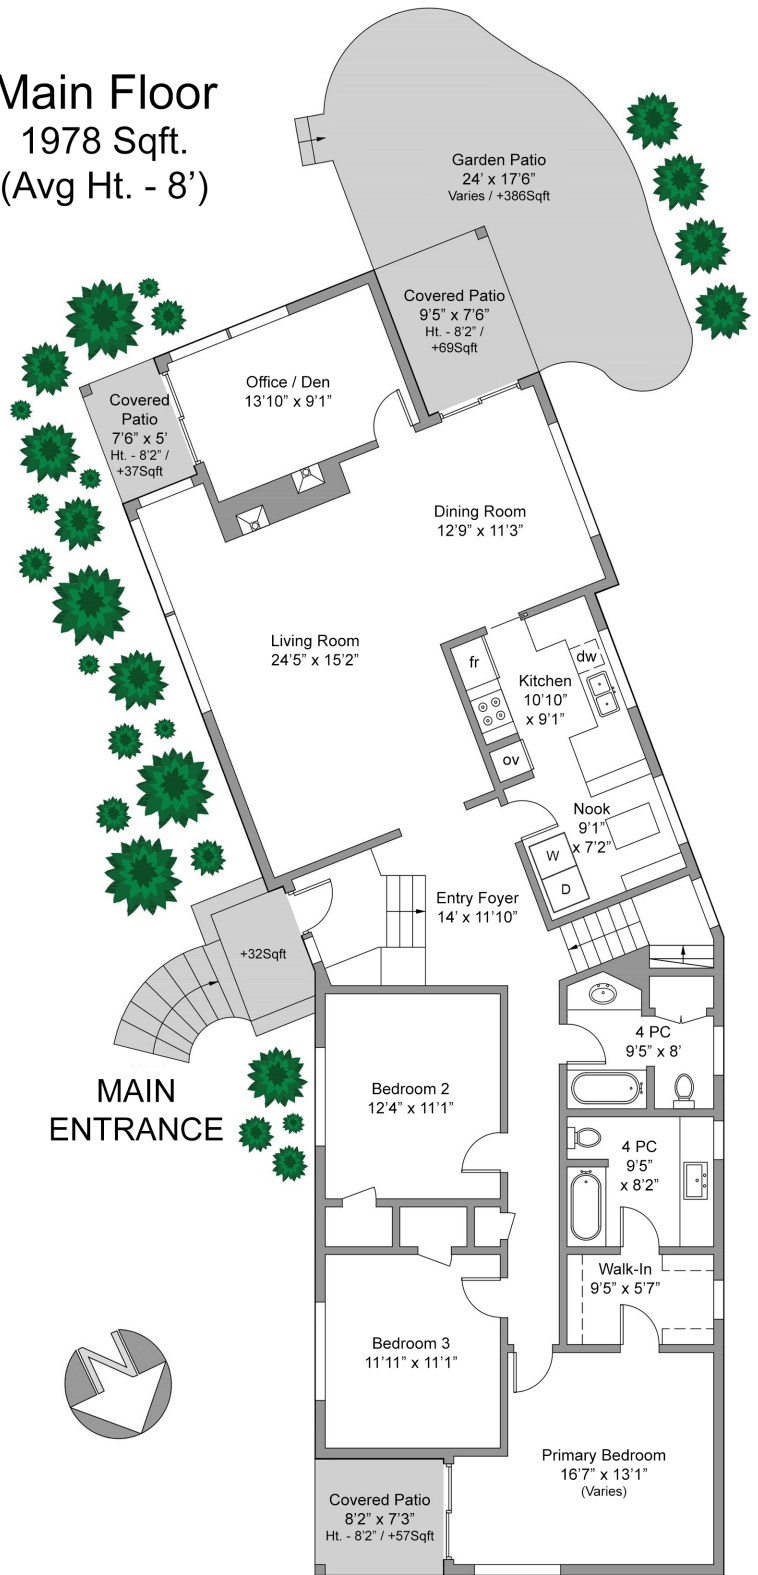 Main Floor
1978 Sqft.
(Avg Ht. - 8’)
Garden Patio
24’ x 17’6”
Varies / +386Sqft
Covered Patio
9’5” x 7’6”
Ht. - 8’2” /
+69Sqft
Office / Den
13’10” x 9’1”
Covered
Patio
7’6” x 5’
Ht. - 8’2” /
+37Sqft
Dining Room
12’9” x 11’3”
Living Room
24’5” x 15’2”
fr
dw
Kitchen
10’10”
x 9’1”
ov
Nook
9’1”
x 7’2”
W
D
Entry Foyer
14’ x 11’10”
+32Sqft
4 PC
9’5” x 8’
MAIN
ENTRANCE
Bedroom 2
12’4” x 11’1”
4 PC
9’5”
x 8’2”
Walk-In
9’5” x 5’7”
Bedroom 3
11’11” x 11’1”
N
Primary Bedroom
16’7” x 13’1”
(Varies)
Covered Patio
8’2” x 7’3”
Ht. - 8’2” / +57Sqft